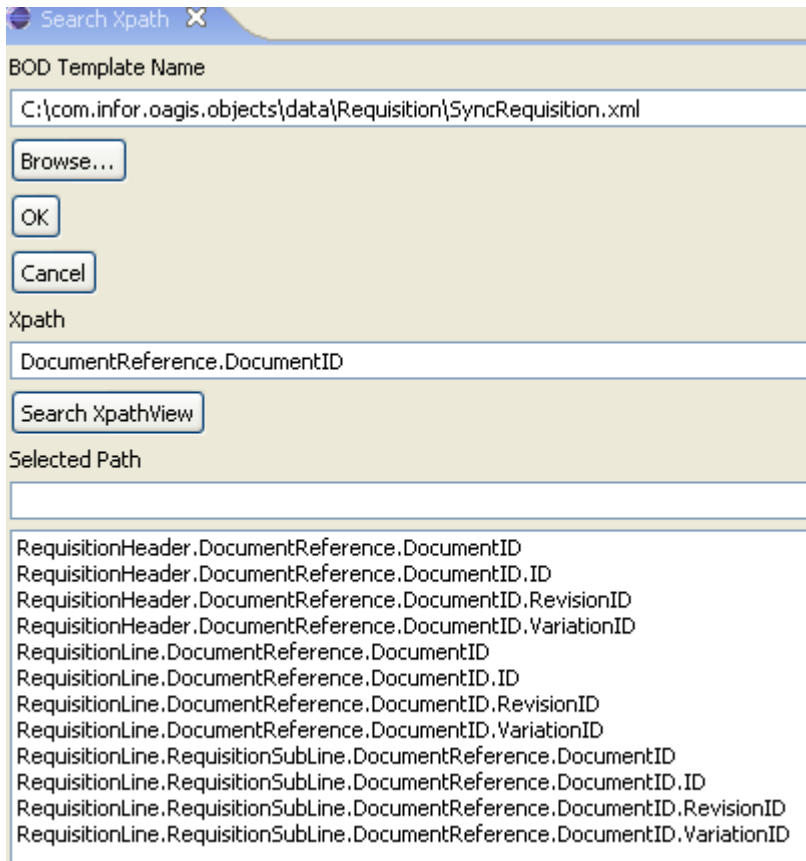 Search Xpath
BOD Template Name
C:\com.infor.oagis.objects\data\Requisition\SyncRequisition.xml
Browse...
OK
Cancel
Xpath
DocumentReference.DocumentID
Search XpathView
Selected Path
RequisitionHeader.DocumentReference.DocumentID
RequisitionHeader.DocumentReference.DocumentID.ID
RequisitionHeader.DocumentReference.DocumentID.RevisionID
RequisitionHeader.DocumentReference.DocumentID.VariationID
RequisitionLine.DocumentReference.DocumentID
RequisitionLine.DocumentReference.DocumentID.ID
RequisitionLine.DocumentReference.DocumentID.RevisionID
RequisitionLine.DocumentReference.DocumentID.VariationID
RequisitionLine.RequisitionSubLine.DocumentReference.DocumentID
RequisitionLine.RequisitionSubLine.DocumentReference.DocumentID.ID
RequisitionLine.RequisitionSubLine.DocumentReference.DocumentID.RevisionID
RequisitionLine.RequisitionSubLine.DocumentReference.DocumentID.VariationID